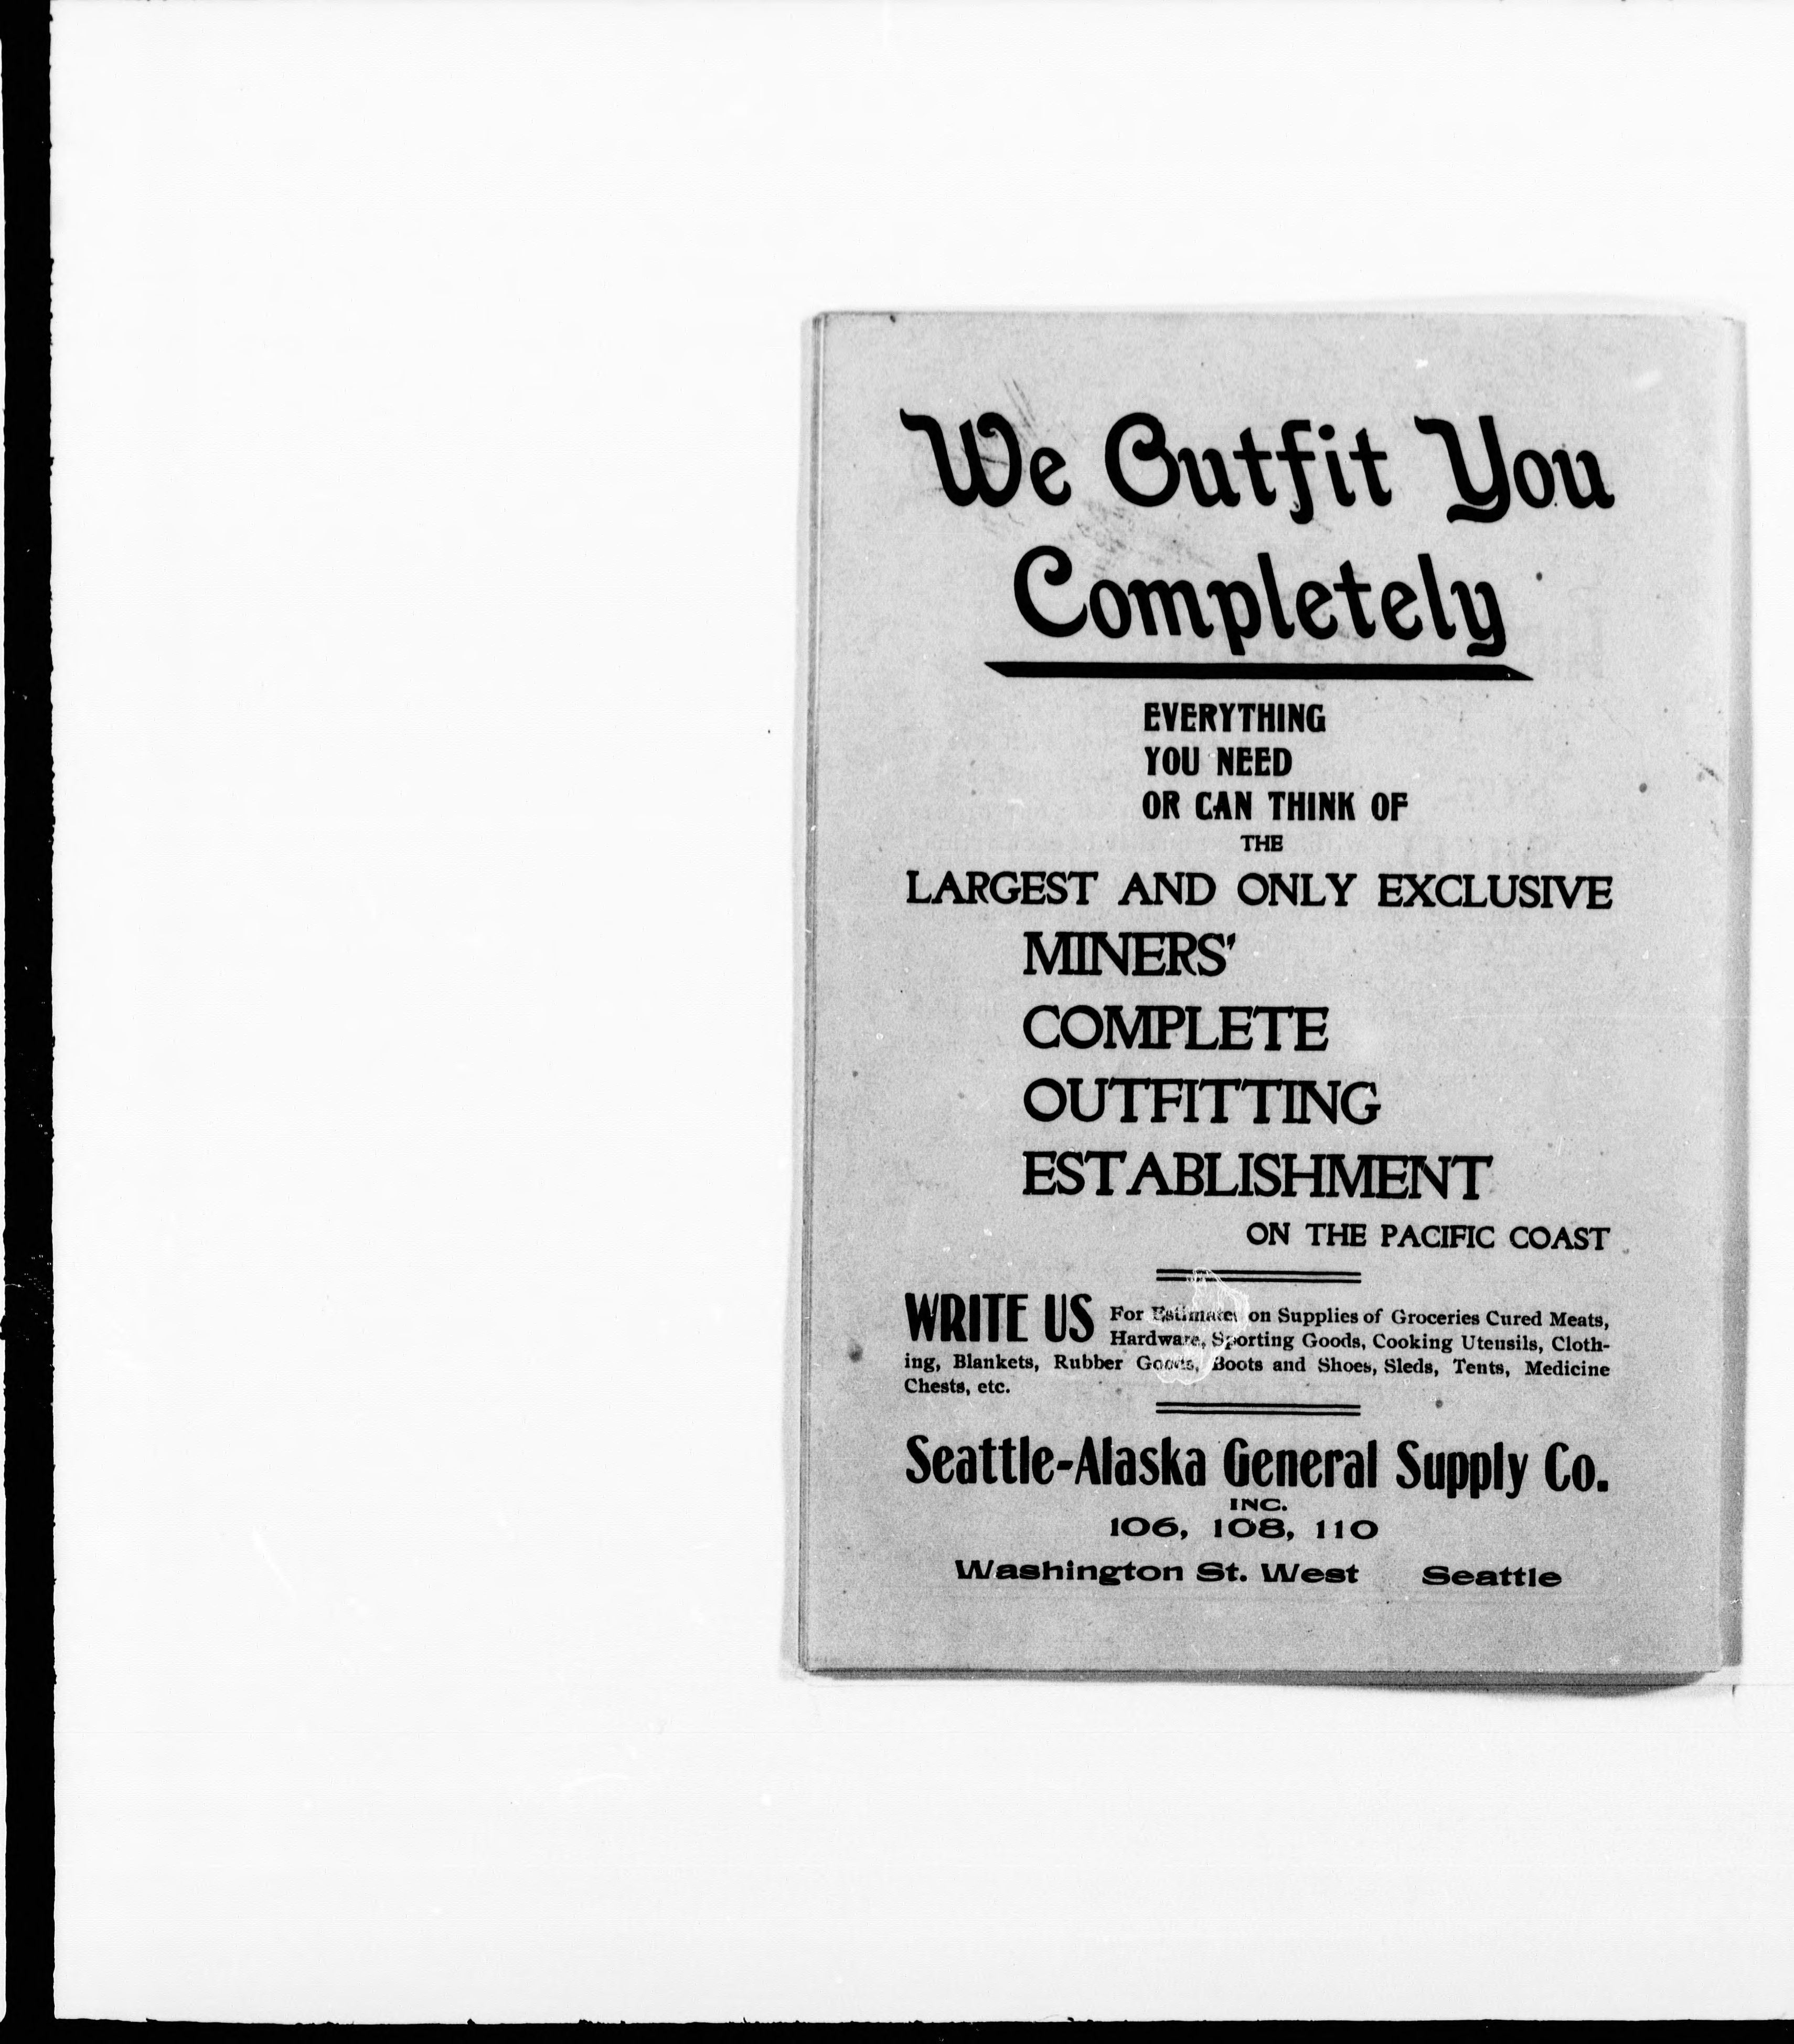 We Outfit You
Completely
EVERYTHING
YOU NEED
OR CAN THINK OF
THE
LARGEST AND ONLY EXCLUSIVE
MINERS'
COMPLETE
OUTFITTING
ESTABLISHMENT
ON THE PACIFIC COAST
WRITE US For Estimates on Supplies of Groceries Cured Meats,
Hardware, Sporting Goods, Cooking Utensils, Cloth-
ing, Blankets, Rubber Goods, Boots and Shoes, Sleds, Tents, Medicine
Chests, etc.
Seattle-Alaska General Supply Co.
INC.
106, 108, 110
Washington St. West Seattle